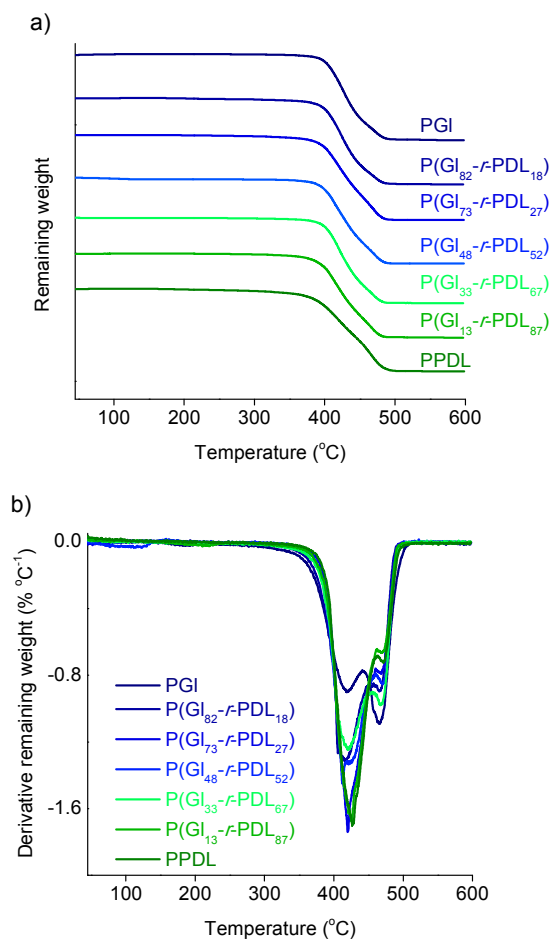 a)
Remaining weight
PGl
P(Gl₈₂-r-PDL₁₈)
P(Gl₇₃-r-PDL₂₇)
P(Gl₄₈-r-PDL₅₂)
P(Gl₃₃-r-PDL₆₇)
P(Gl₁₃-r-PDL₈₇)
PPDL
100 200 300 400 500 600
Temperature (°C)
b)
Derivative remaining weight (% °C⁻¹)
0.0
-0.8
-1.6
PGl
P(Gl₈₂-r-PDL₁₈)
P(Gl₇₃-r-PDL₂₇)
P(Gl₄₈-r-PDL₅₂)
P(Gl₃₃-r-PDL₆₇)
P(Gl₁₃-r-PDL₈₇)
PPDL
100 200 300 400 500 600
Temperature (°C)